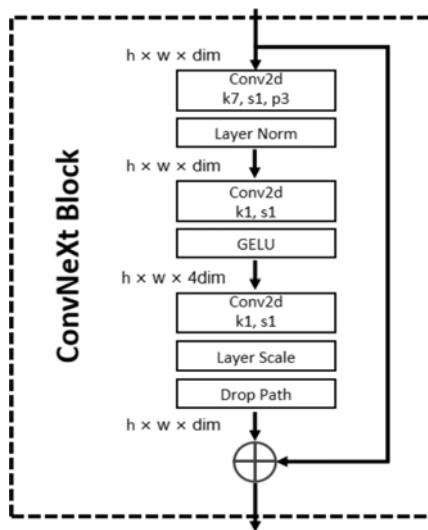 ConvNeXt Block
h × w × dim
Conv2d
k7, s1, p3
Layer Norm
h × w × dim
Conv2d
k1, s1
GELU
h × w × 4dim
Conv2d
k1, s1
Layer Scale
Drop Path
h × w × dim